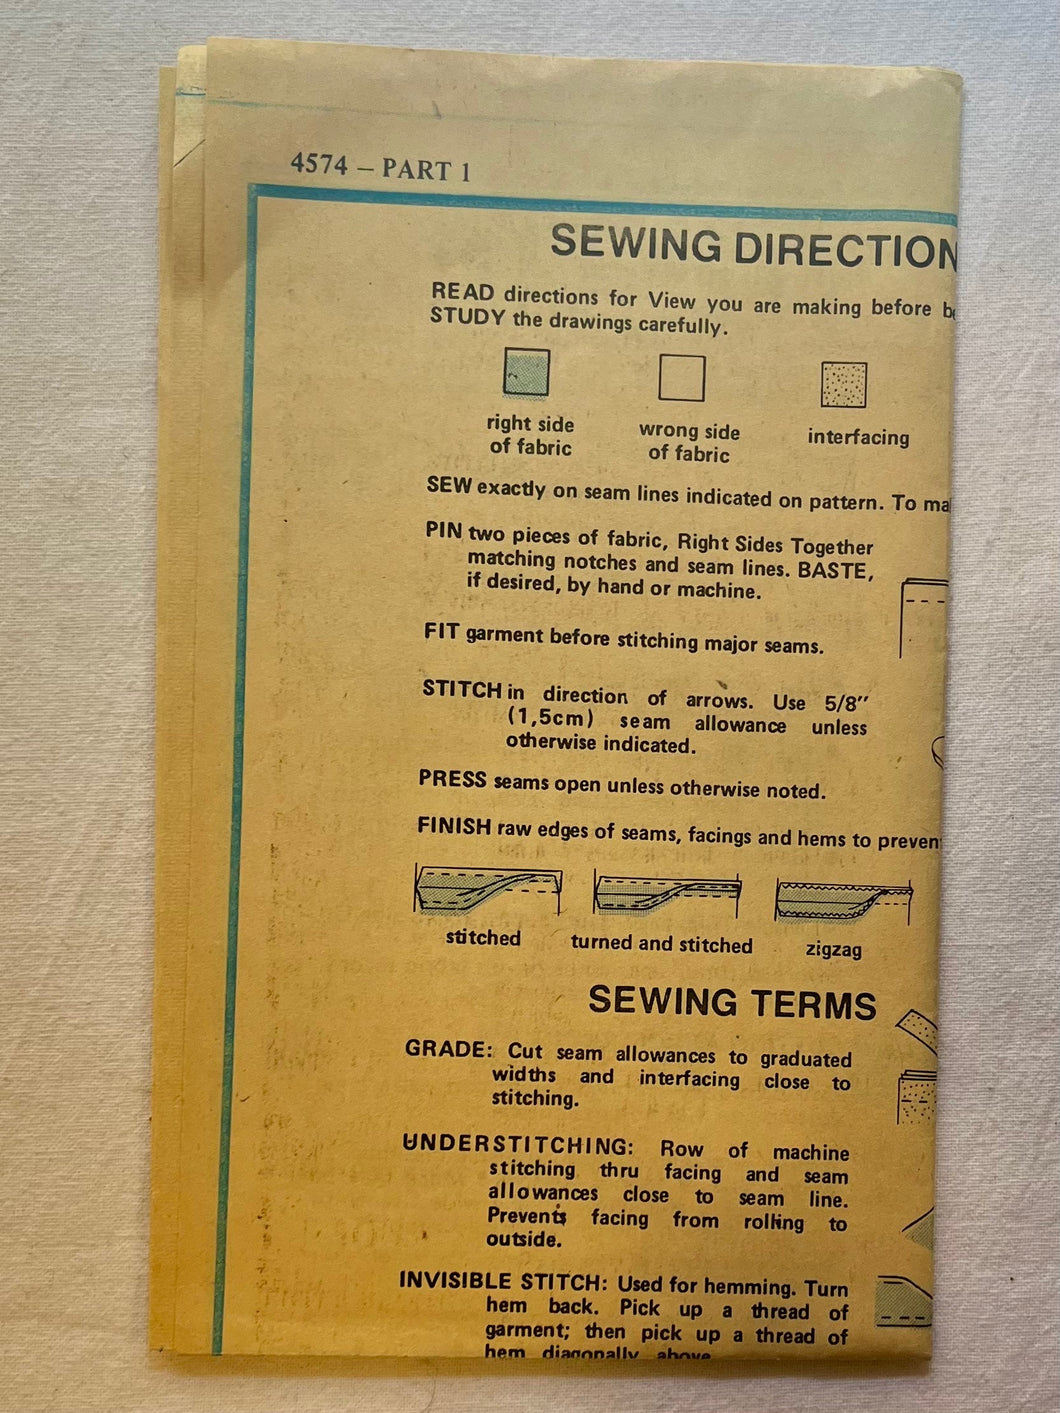 4574 – PART 1
SEWING DIRECTION
READ directions for View you are making before be
STUDY the drawings carefully.
right side
of fabric
wrong side
of fabric
interfacing
SEW exactly on seam lines indicated on pattern. To ma
PIN two pieces of fabric, Right Sides Together
matching notches and seam lines. BASTE,
if desired, by hand or machine.
FIT garment before stitching major seams.
STITCH in direction of arrows. Use 5/8’’
(1,5cm) seam allowance unless
otherwise indicated.
PRESS seams open unless otherwise noted.
FINISH raw edges of seams, facings and hems to preven
stitched
turned and stitched
zigzag
SEWING TERMS
GRADE: Cut seam allowances to graduated
widths and interfacing close to
stitching.
UNDERSTITCHING: Row of machine
stitching thru facing and seam
allowances close to seam line.
Prevents facing from rolling to
outside.
INVISIBLE STITCH: Used for hemming. Turn
hem back. Pick up a thread of
garment; then pick up a thread of
hem diagonally above